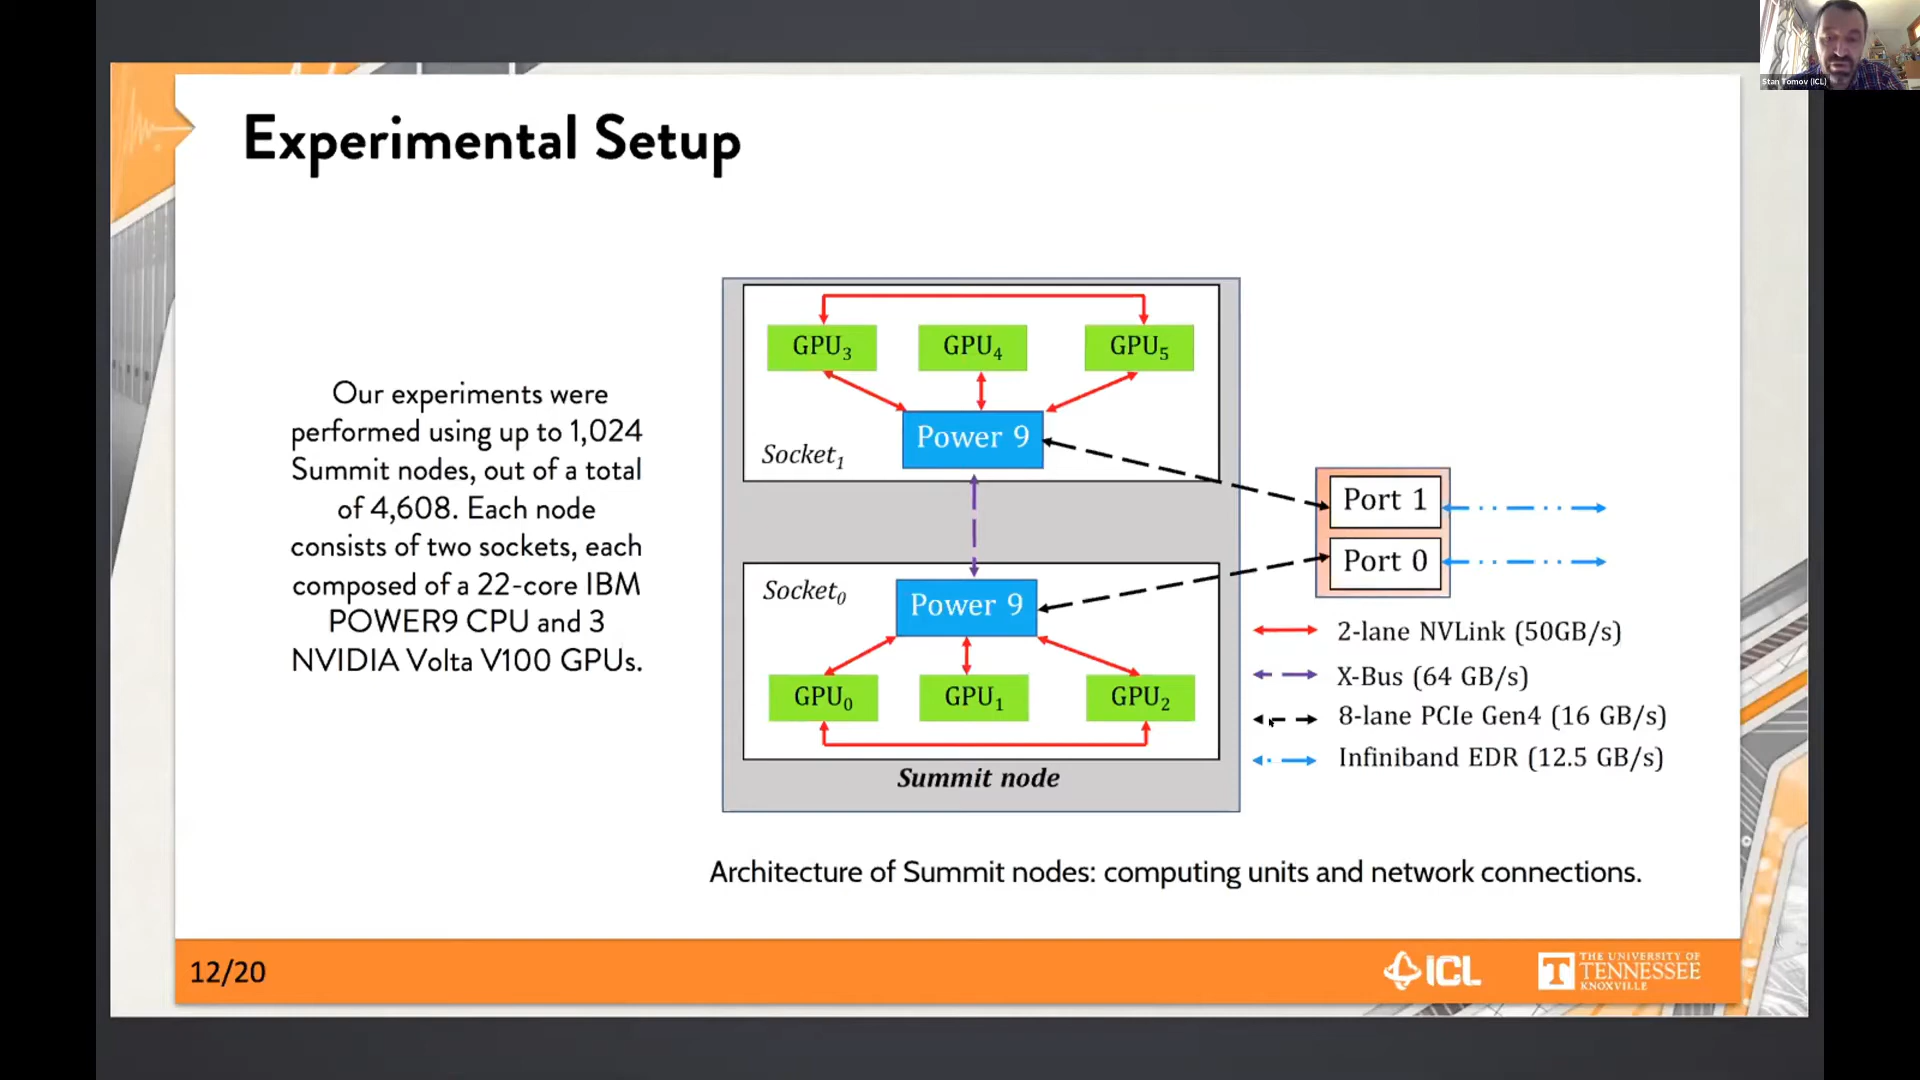 Stan Tomov (ICL)
Experimental Setup
Our experiments were
performed using up to 1,024
Summit nodes, out of a total
of 4,608. Each node
consists of two sockets, each
composed of a 22-core IBM
POWER9 CPU and 3
NVIDIA Volta V100 GPUs.
GPU₃ GPU₄ GPU₅
Power 9
Socket₁
Port 1
Port 0
Socket₀
Power 9
GPU₀ GPU₁ GPU₂
Summit node
2-lane NVLink (50GB/s)
X-Bus (64 GB/s)
8-lane PCIe Gen4 (16 GB/s)
Infiniband EDR (12.5 GB/s)
Architecture of Summit nodes: computing units and network connections.
12/20
ICL
T
THE UNIVERSITY OF
TENNESSEE
KNOXVILLE